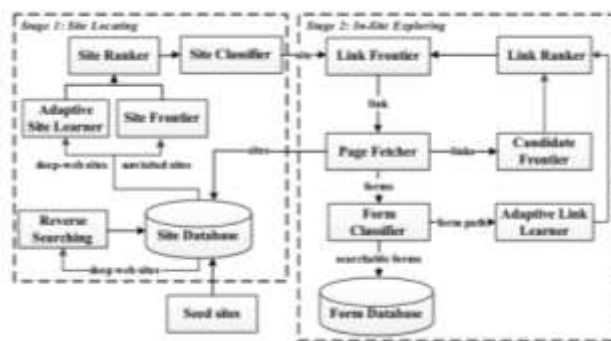 Stage 1: Site Locating
Site Ranker
Site Classifier
Adaptive
Site Learner
Site Frontier
deep-web sites
unvisited sites
Reverse
Searching
Site Database
deep-web sites
Seed sites
Stage 2: In-Site Exploring
site
Link Frontier
Link Ranker
link
sites
Page Fetcher
links
Candidate
Frontier
forms
Form
Classifier
form path
Adaptive Link
Learner
searchable forms
Form Database